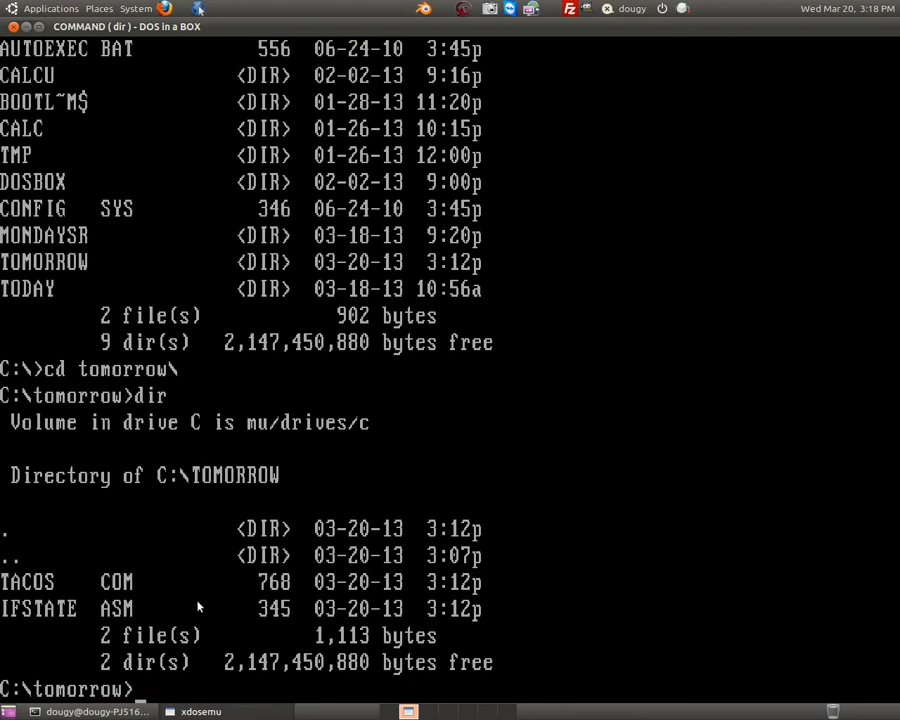 Applications Places System dougy Wed Mar 20, 3:18 PM
COMMAND ( dir ) - DOS in a BOX
AUTOEXEC BAT 556 06-24-10 3:45p
CALCU <DIR> 02-02-13 9:16p
BOOTL~M$ <DIR> 01-28-13 11:20p
CALC <DIR> 01-26-13 10:15p
TMP <DIR> 01-26-13 12:00p
DOSBOX <DIR> 02-02-13 9:00p
CONFIG SYS 346 06-24-10 3:45p
MONDAYSR <DIR> 03-18-13 9:20p
TOMORROW <DIR> 03-20-13 3:12p
TODAY <DIR> 03-18-13 10:56a
2 file(s) 902 bytes
9 dir(s) 2,147,450,880 bytes free
C:\>cd tomorrow\
C:\tomorrow>dir
Volume in drive C is mu/drives/c
Directory of C:\TOMORROW
. <DIR> 03-20-13 3:12p
.. <DIR> 03-20-13 3:07p
TACOS COM 768 03-20-13 3:12p
IFSTATE ASM 345 03-20-13 3:12p
2 file(s) 1,113 bytes
2 dir(s) 2,147,450,880 bytes free
C:\tomorrow>_
dougy@dougy-PJ516... xdosemu